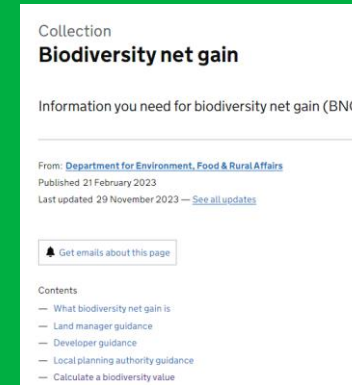 Collection
Biodiversity net gain
Information you need for biodiversity net gain
From: Department for Environment, Food & Rural Affairs
Published 21 February 2023
Last updated 29 November 2023 — See all updates
Get emails about this page
Contents
— What biodiversity net gain is
— Land manager guidance
— Developer guidance
— Local planning authority guidance
— Calculate a biodiversity value